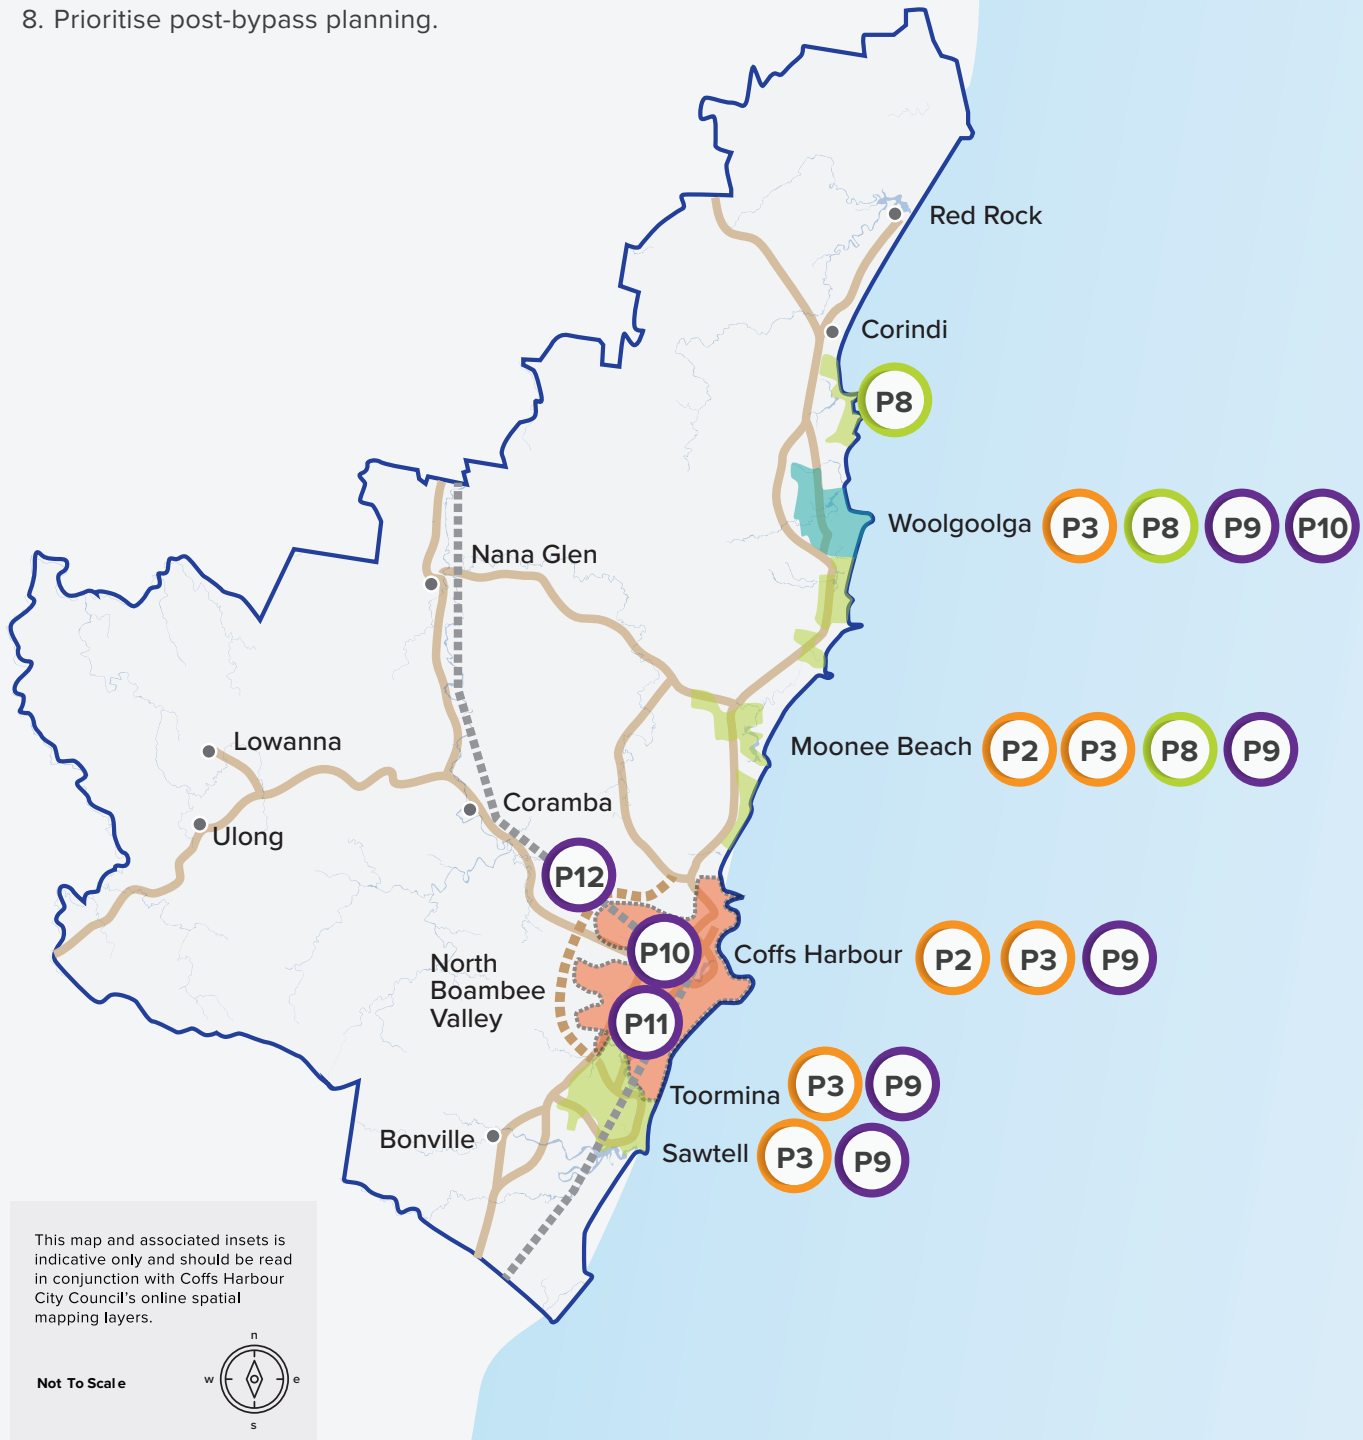 8. Prioritise post-bypass planning.
Red Rock
Corindi
P8
Woolgoolga P3 P8 P9 P10
Nana Glen
Lowanna
Moonee Beach P2 P3 P8 P9
Coramba
Ulong
P12
P10
Coffs Harbour P2 P3 P9
North
Boambee
Valley
P11
Toormina P3 P9
Bonville
Sawtell P3 P9
This map and associated insets is
indicative only and should be read
in conjunction with Coffs Harbour
City Council's online spatial
mapping layers.
Not To Scale
n
w e
s